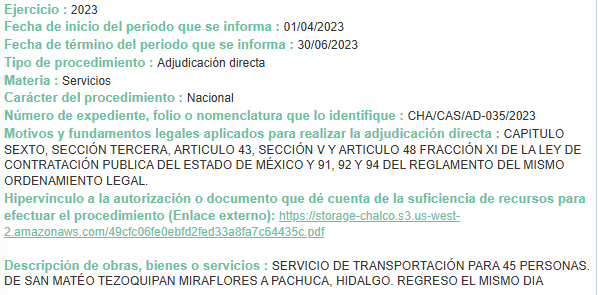 Ejercicio : 2023
Fecha de inicio del periodo que se informa : 01/04/2023
Fecha de término del periodo que se informa : 30/06/2023
Tipo de procedimiento : Adjudicación directa
Materia : Servicios
Carácter del procedimiento : Nacional
Número de expediente, folio o nomenclatura que lo identifique : CHA/CAS/AD-035/2023
Motivos y fundamentos legales aplicados para realizar la adjudicación directa : CAPITULO
SEXTO, SECCIÓN TERCERA, ARTICULO 43, SECCIÓN V Y ARTICULO 48 FRACCIÓN XI DE LA LEY DE
CONTRATACIÓN PUBLICA DEL ESTADO DE MÉXICO Y 91, 92 Y 94 DEL REGLAMENTO DEL MISMO
ORDENAMIENTO LEGAL.
Hipervínculo a la autorización o documento que dé cuenta de la suficiencia de recursos para
efectuar el procedimiento (Enlace externo): https://storage-chalco.s3.us-west-
2.amazonaws.com/49cfc06fe0ebfd2fed33a8fa7c64435c.pdf
Descripción de obras, bienes o servicios : SERVICIO DE TRANSPORTACIÓN PARA 45 PERSONAS.
DE SAN MATÉO TEZOQUIPAN MIRAFLORES A PACHUCA, HIDALGO. REGRESO EL MISMO DIA